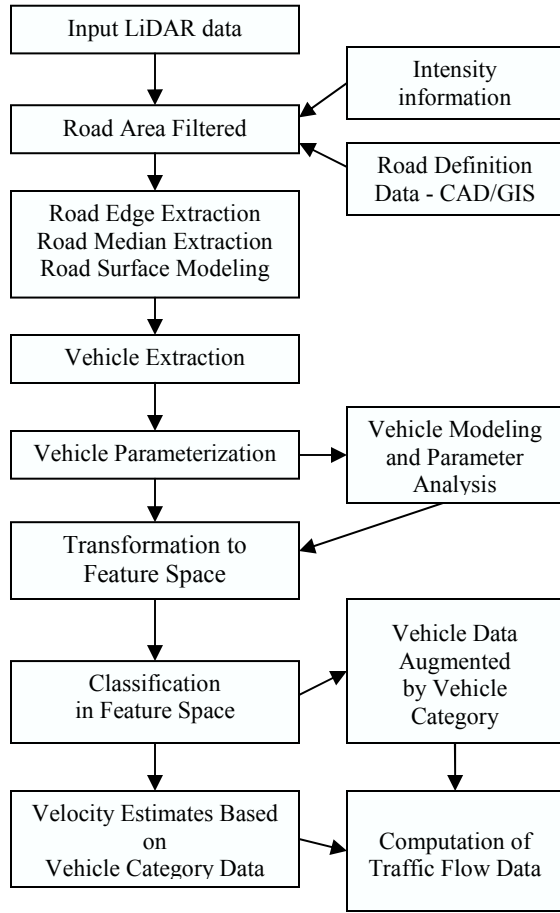 Input LiDAR data
Intensity
information
Road Area Filtered
Road Definition
Data - CAD/GIS
Road Edge Extraction
Road Median Extraction
Road Surface Modeling
Vehicle Extraction
Vehicle Parameterization
Vehicle Modeling
and Parameter
Analysis
Transformation to
Feature Space
Vehicle Data
Augmented
by Vehicle
Category
Classification
in Feature Space
Velocity Estimates Based
on
Vehicle Category Data
Computation of
Traffic Flow Data